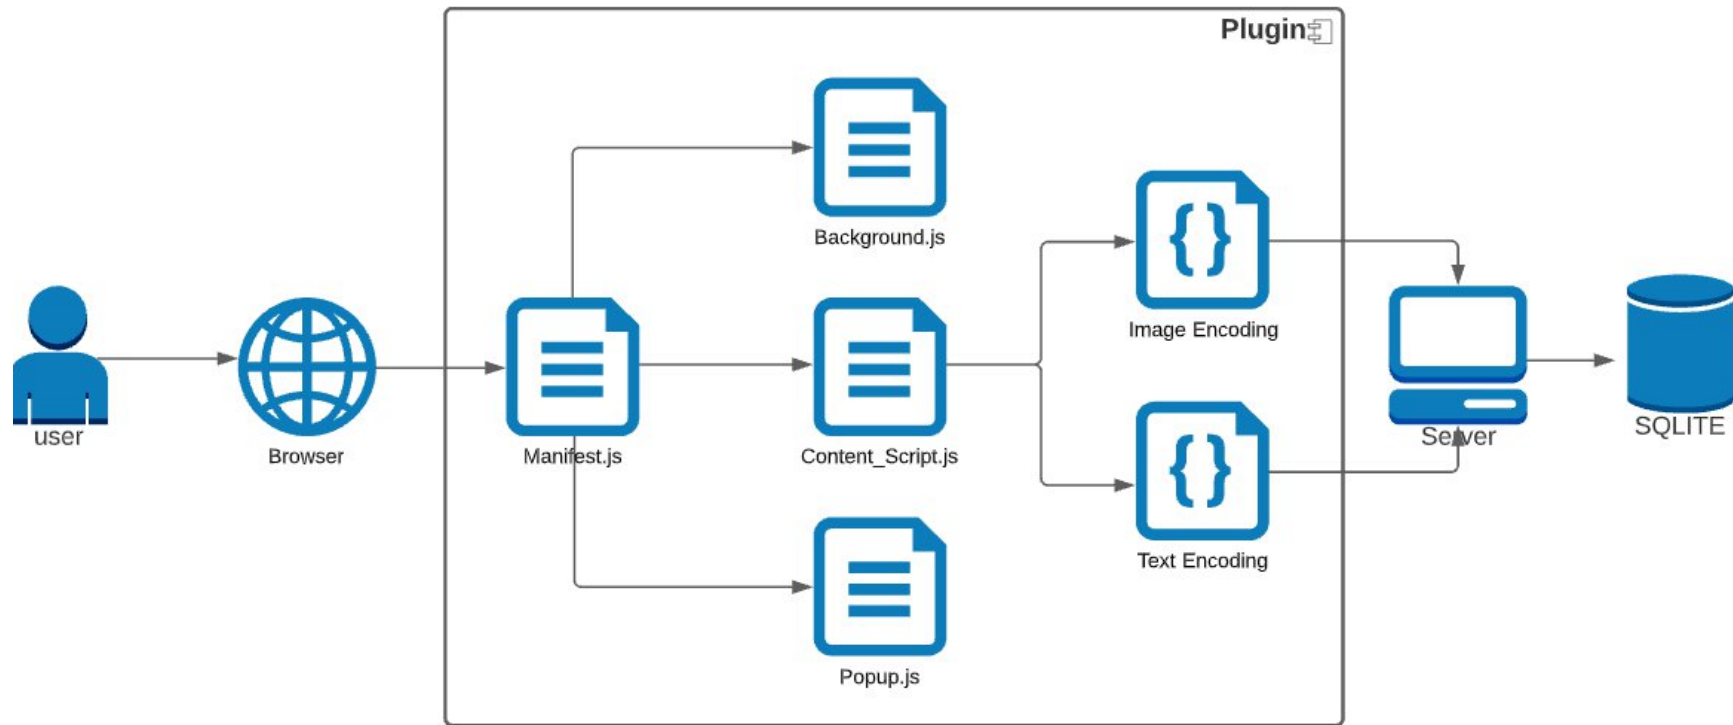 Plugin
Background.js
Image Encoding
user
Browser
Manifest.js
Content_Script.js
Server
SQLITE
Text Encoding
Popup.js